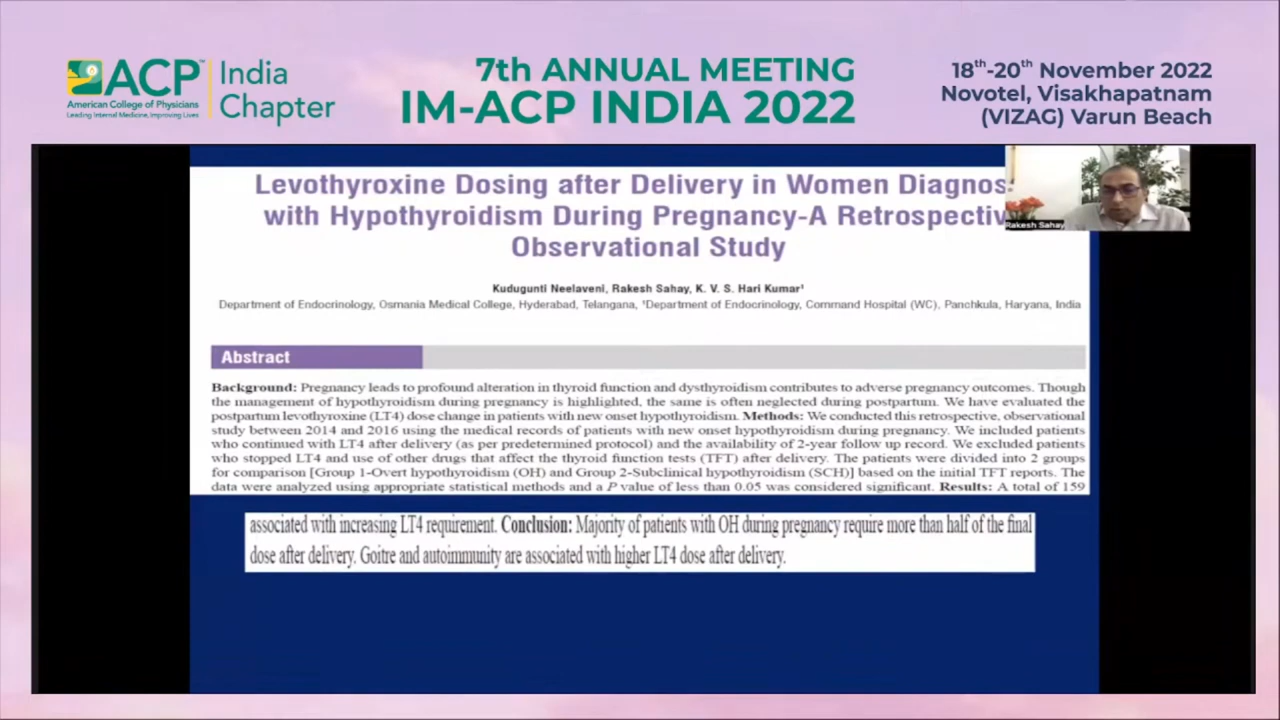 ACP™
American College of Physicians
Leading Internal Medicine, Improving Lives
India
Chapter
7th ANNUAL MEETING
IM-ACP INDIA 2022
18th-20th November 2022
Novotel, Visakhapatnam
(VIZAG) Varun Beach
Levothyroxine Dosing after Delivery in Women Diagnos
with Hypothyroidism During Pregnancy-A Retrospectiv
Observational Study
Rakesh Sahay
Kudugunti Neelaveni, Rakesh Sahay, K. V. S. Hari Kumar¹
Department of Endocrinology, Osmania Medical College, Hyderabad, Telangana, ¹Department of Endocrinology, Command Hospital (WC), Panchkula, Haryana, India
Abstract
Background: Pregnancy leads to profound alteration in thyroid function and dysthyroidism contributes to adverse pregnancy outcomes. Though
the management of hypothyroidism during pregnancy is highlighted, the same is often neglected during postpartum. We have evaluated the
postpartum levothyroxine (LT4) dose change in patients with new onset hypothyroidism. Methods: We conducted this retrospective, observational
study between 2014 and 2016 using the medical records of patients with new onset hypothyroidism during pregnancy. We included patients
who continued with LT4 after delivery (as per predetermined protocol) and the availability of 2-year follow up record. We excluded patients
who stopped LT4 and use of other drugs that affect the thyroid function tests (TFT) after delivery. The patients were divided into 2 groups
for comparison [Group 1-Overt hypothyroidism (OH) and Group 2-Subclinical hypothyroidism (SCH)] based on the initial TFT reports. The
data were analyzed using appropriate statistical methods and a P value of less than 0.05 was considered significant. Results: A total of 159
associated with increasing LT4 requirement. Conclusion: Majority of patients with OH during pregnancy require more than half of the final
dose after delivery. Goitre and autoimmunity are associated with higher LT4 dose after delivery.